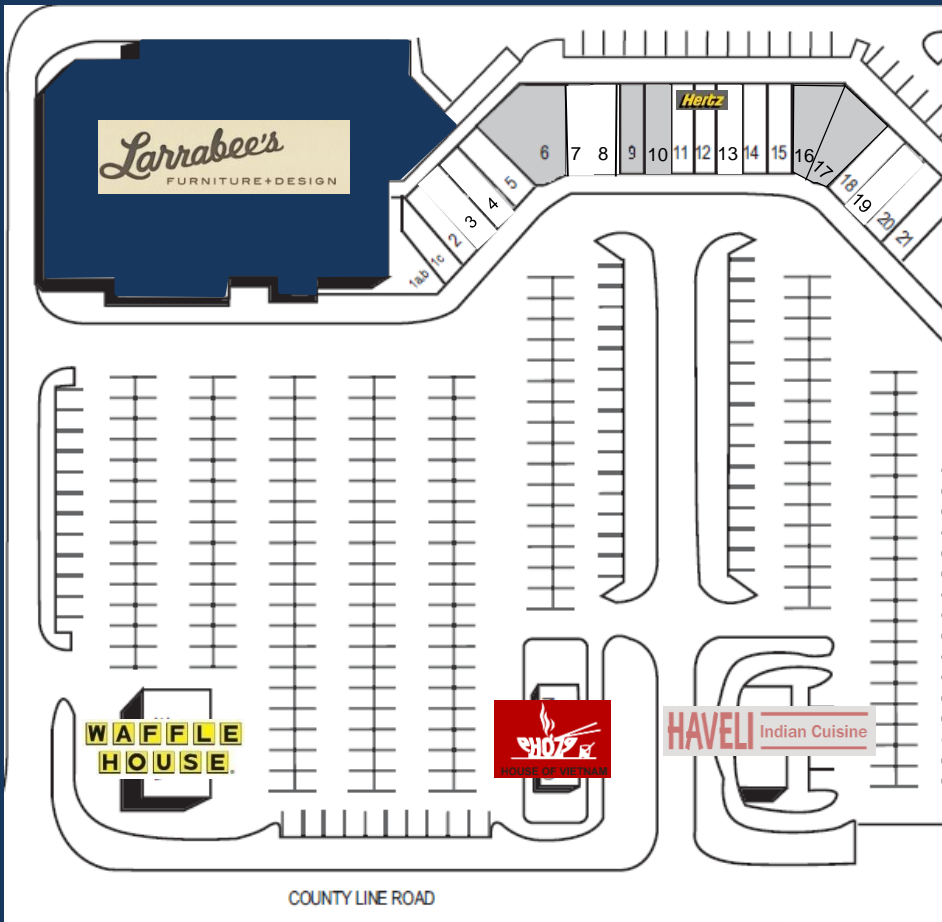 Larrabee's
FURNITURE+DESIGN
Hertz
6
7
8
9
10
11
12
13
14
15
16
17
18
19
20
21
5
4
3
2
1c
1a,b
WAFFLE
HOUSE
PHO79
HOUSE OF VIETNAM
HAVELI
Indian Cuisine
COUNTY LINE ROAD